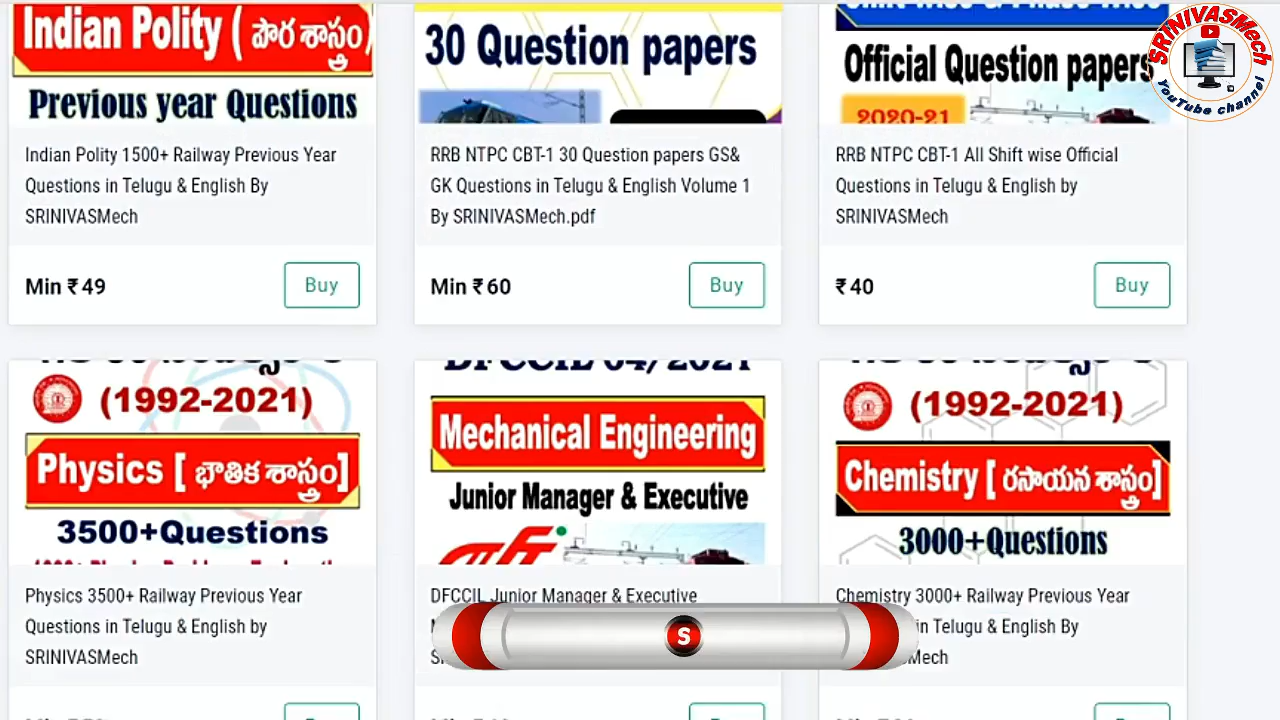 Indian Polity ( పౌర శాస్త్రం)
Previous year Questions
Indian Polity 1500+ Railway Previous Year
Questions in Telugu & English By
SRINIVASMech
Min ₹ 49
Buy
30 Question papers
RRB NTPC CBT-1 30 Question papers GS&
GK Questions in Telugu & English Volume 1
By SRINIVASMech.pdf
Min ₹ 60
Buy
Official Question papers
2020-21
RRB NTPC CBT-1 All Shift wise Official
Questions in Telugu & English by
SRINIVASMech
₹ 40
Buy
SRINIVASMech
YouTube channel
(1992-2021)
Physics [ భౌతిక శాస్త్రం]
3500+Questions
Physics 3500+ Railway Previous Year
Questions in Telugu & English by
SRINIVASMech
DFCCIL 04/2021
Mechanical Engineering
Junior Manager & Executive
DFCCIL Junior Manager & Executive
S
(1992-2021)
Chemistry [ రసాయన శాస్త్రం]
3000+Questions
Chemistry 3000+ Railway Previous Year
in Telugu & English By
Mech